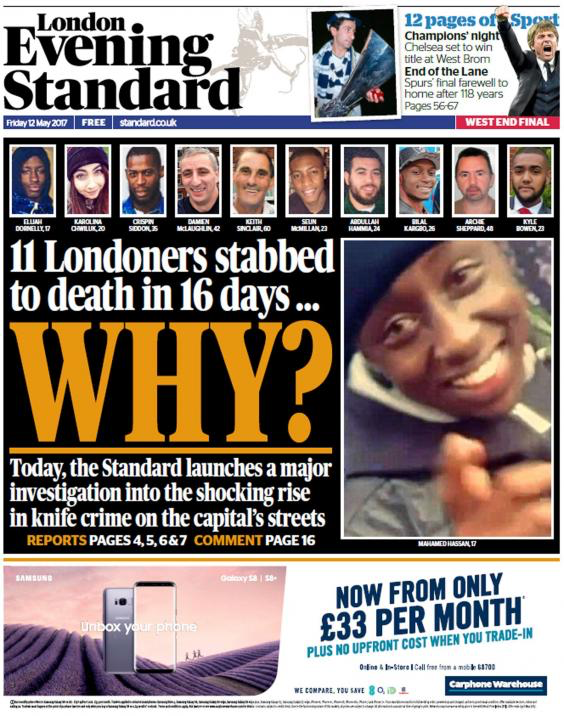 London
Evening
Standard
12 pages of Sport
Champions' night
Chelsea set to win
title at West Brom
End of the Lane
Spurs' final farewell to
home after 118 years
Pages 56-67
Friday 12 May 2017 FREE standard.co.uk
WEST END FINAL
ELIJAH DORNELLY, 17
KAROLINA CHWILUK, 20
CRISPIN SIDDON, 35
DAMIEN McLAUGHLIN, 42
KEITH SINCLAIR, 60
SEUN McMILLAN, 23
ABDULLAH HAMMIA, 24
BILAL KARGBO, 26
ARCHIE SHEPPARD, 48
KYLE BOWEN, 23
11 Londoners stabbed
to death in 16 days ...
WHY?
Today, the Standard launches a major
investigation into the shocking rise
in knife crime on the capital's streets
REPORTS PAGES 4, 5, 6 & 7 COMMENT PAGE 16
MAHAMED HASSAN, 17
SAMSUNG
Galaxy S8 | S8+
Unbox your phone
SAMSUNG
NOW FROM ONLY
£33 PER MONTH*
PLUS NO UPFRONT COST WHEN YOU TRADE-IN
Online & In-Store | Call free from a mobile 68700
WE COMPARE, YOU SAVE
O2
Carphone Warehouse